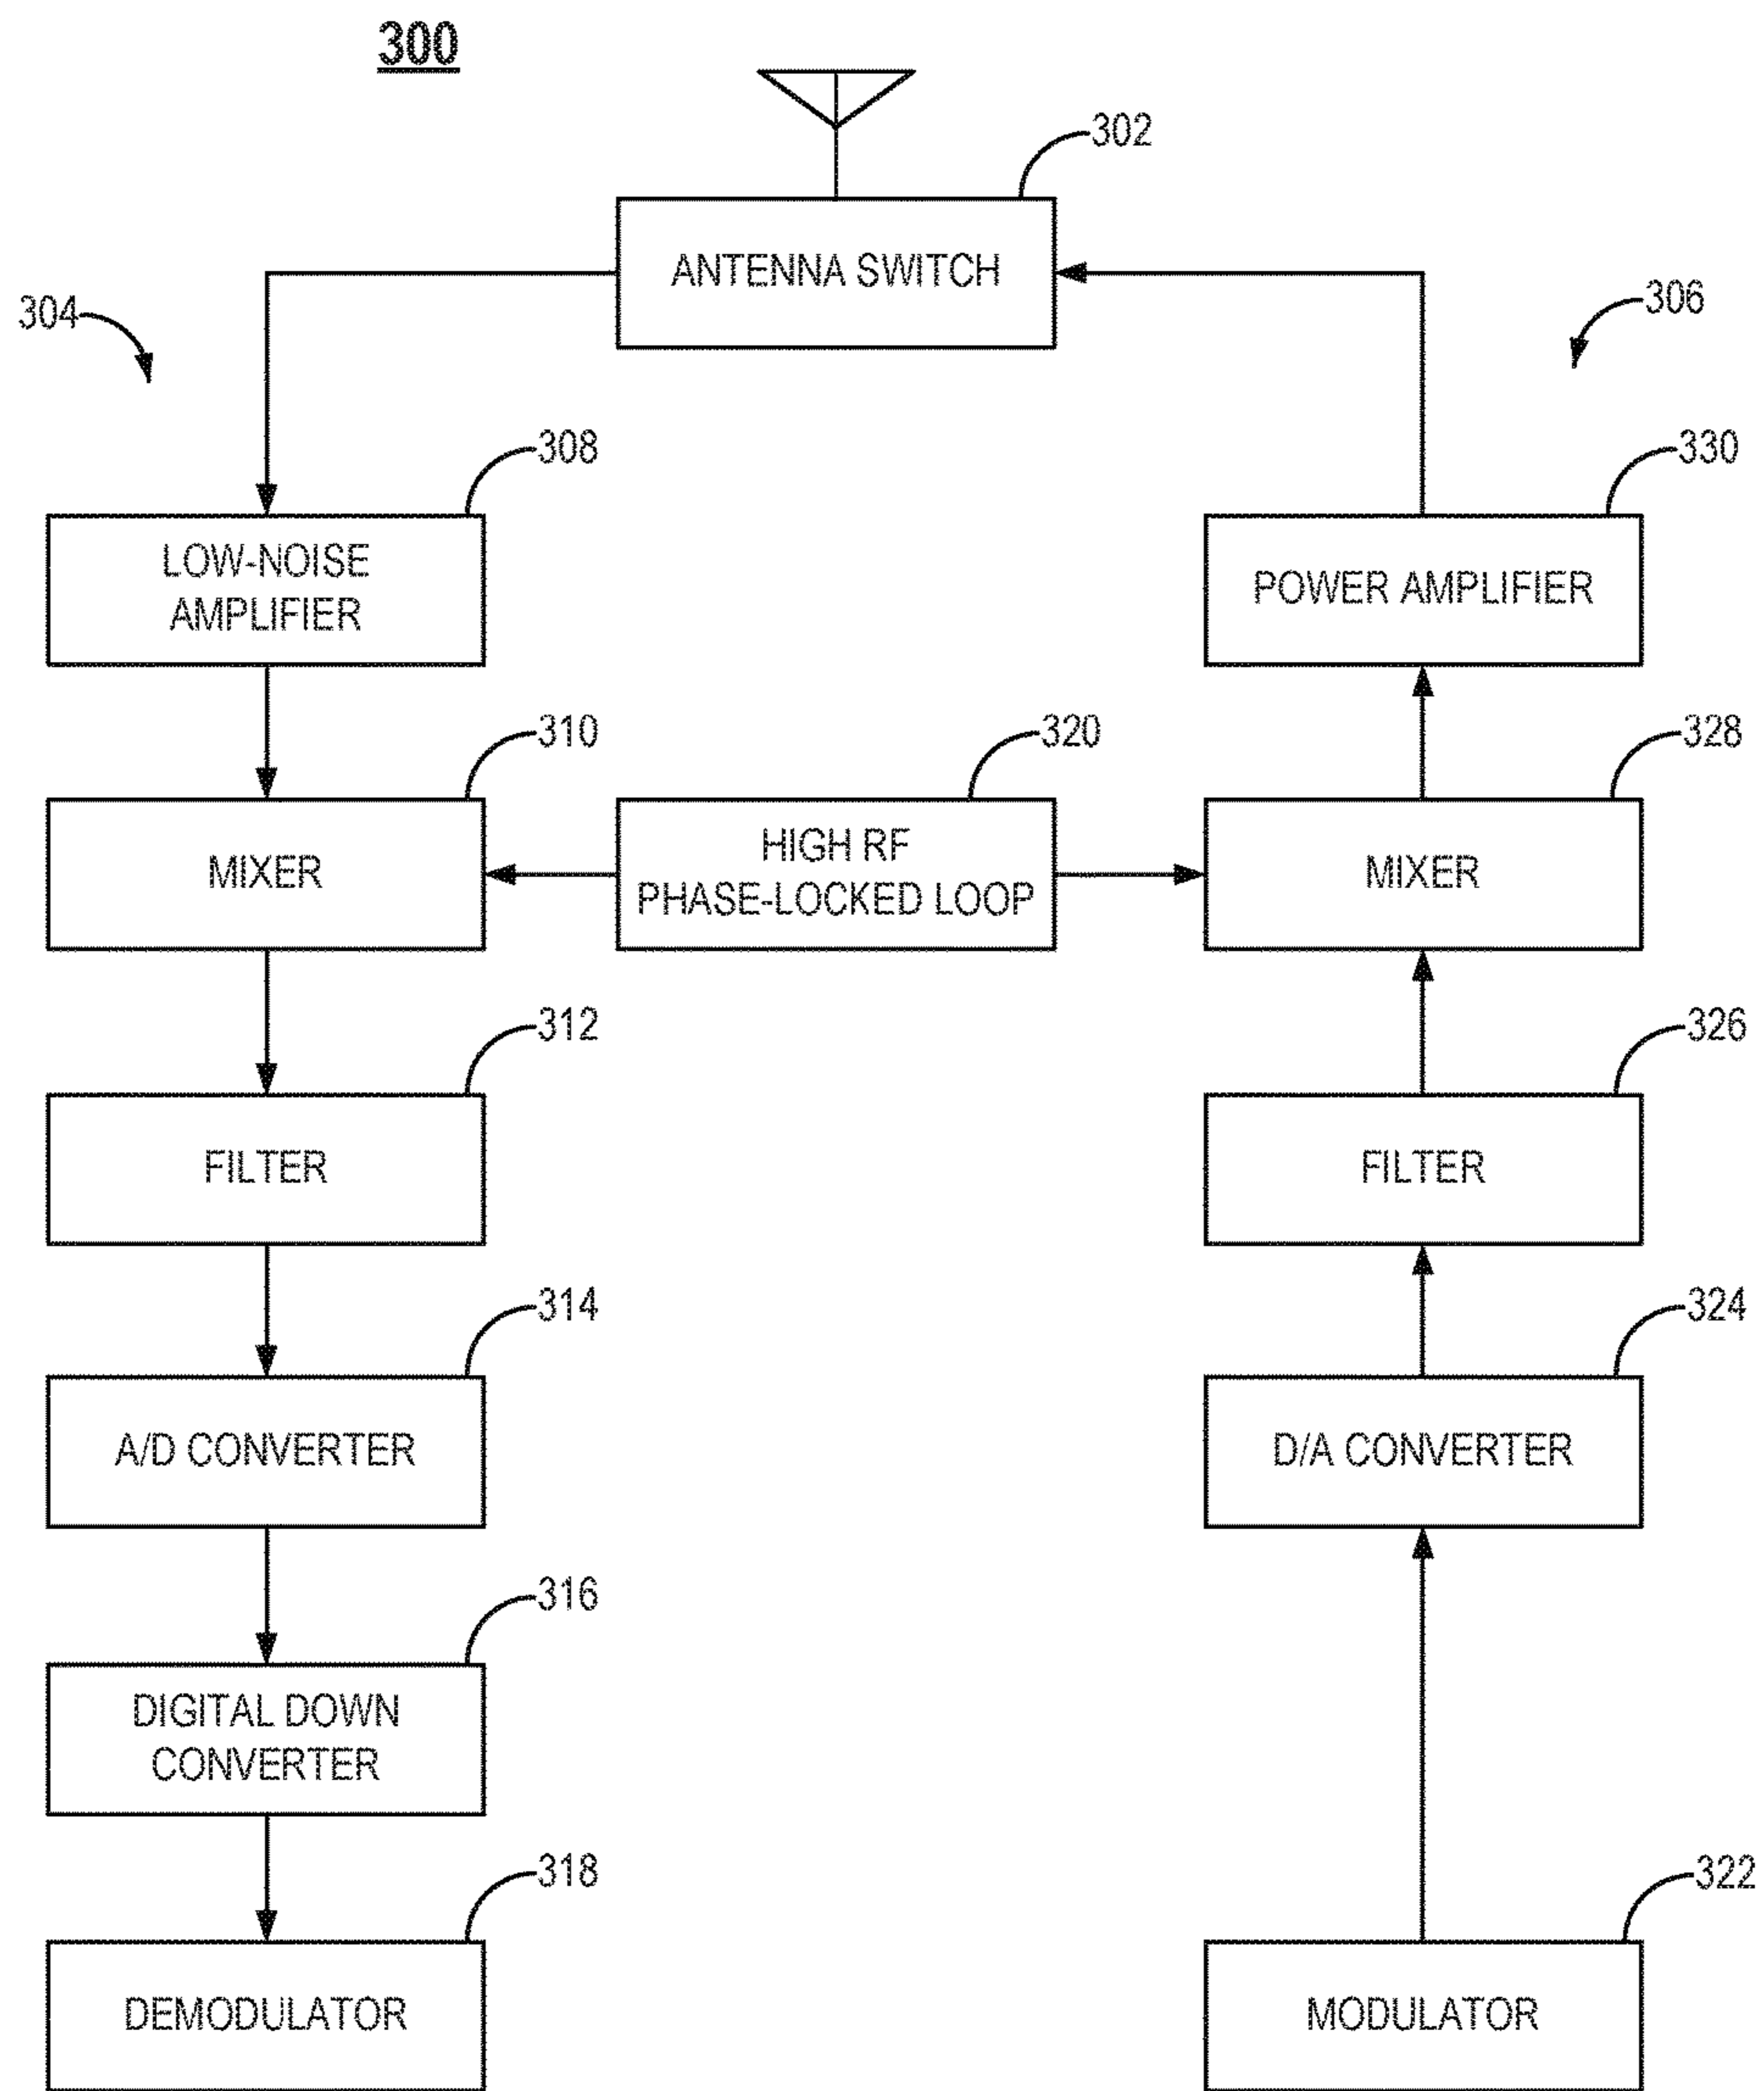 300
302
ANTENNA SWITCH
304
306
308
330
LOW-NOISE
AMPLIFIER
POWER AMPLIFIER
310
320
328
MIXER
HIGH RF
PHASE-LOCKED LOOP
MIXER
312
326
FILTER
FILTER
314
324
A/D CONVERTER
D/A CONVERTER
316
DIGITAL DOWN
CONVERTER
318
322
DEMODULATOR
MODULATOR